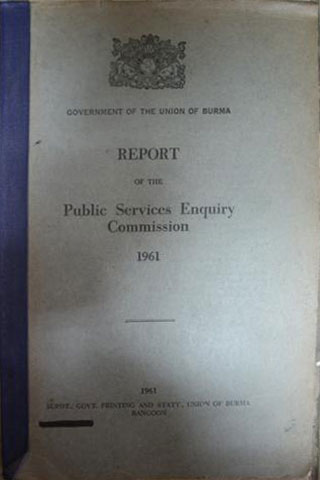 GOVERNMENT OF THE UNION OF BURMA
REPORT
OF THE
Public Services Enquiry
Commission
1961
1961
SUPDT., GOVT. PRINTING AND STATY., UNION OF BURMA
RANGOON